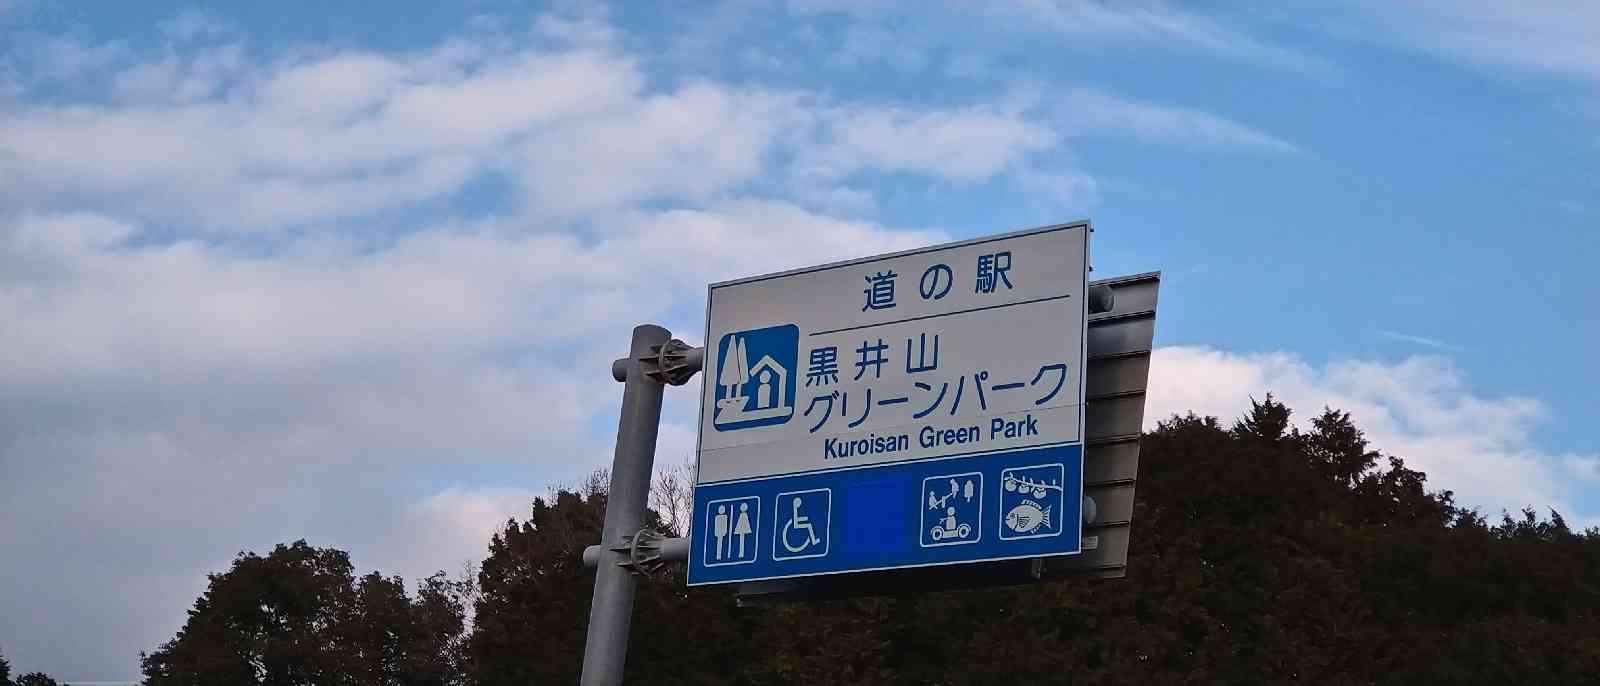 道の駅
黒井山
グリーンパーク
Kuroisan Green Park